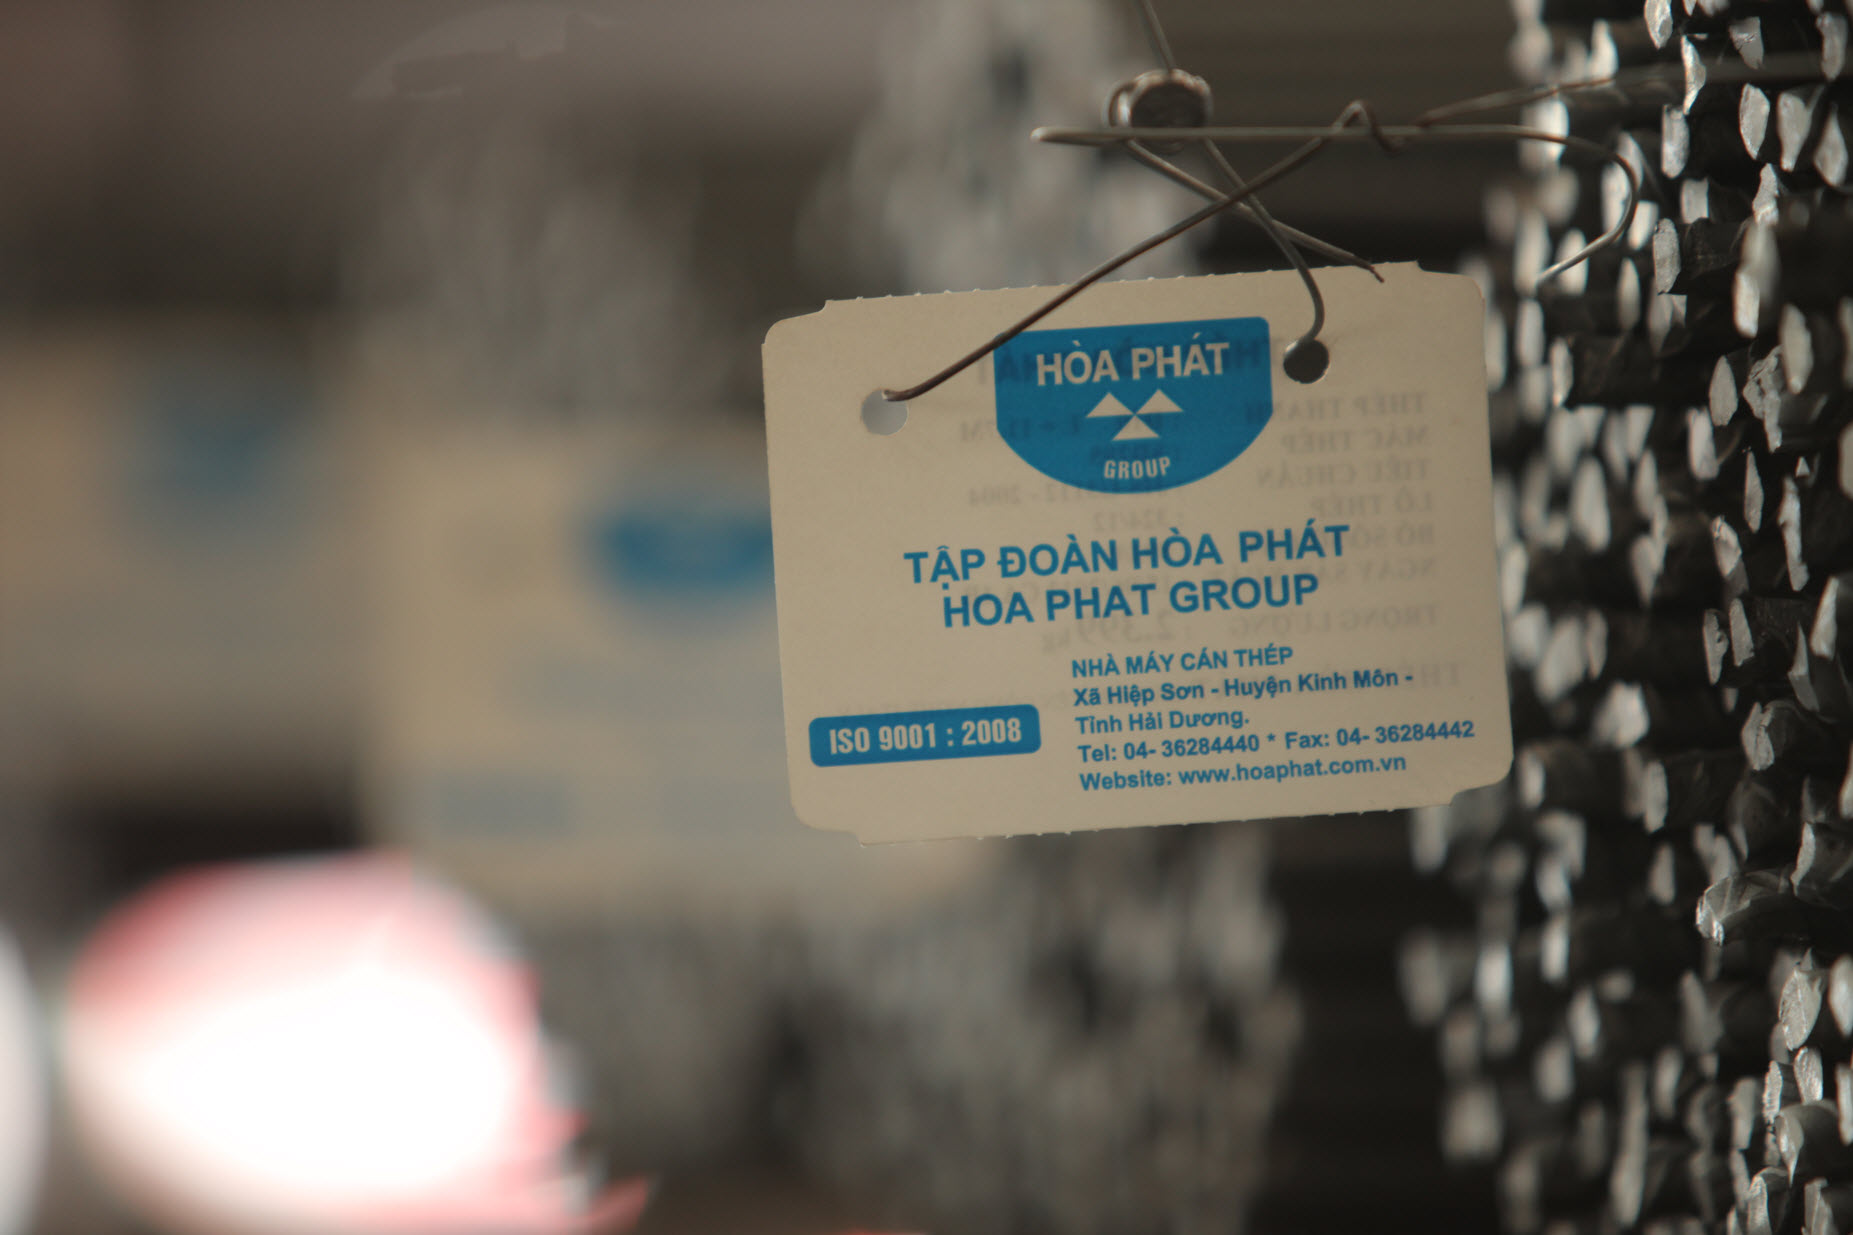 HÒA PHÁT
GROUP
TẬP ĐOÀN HÒA PHÁT
HOA PHAT GROUP
NHÀ MÁY CÁN THÉP
Xã Hiệp Sơn - Huyện Kinh Môn -
Tỉnh Hải Dương.
Tel: 04- 36284440 * Fax: 04- 36284442
Website: www.hoaphat.com.vn
ISO 9001 : 2008